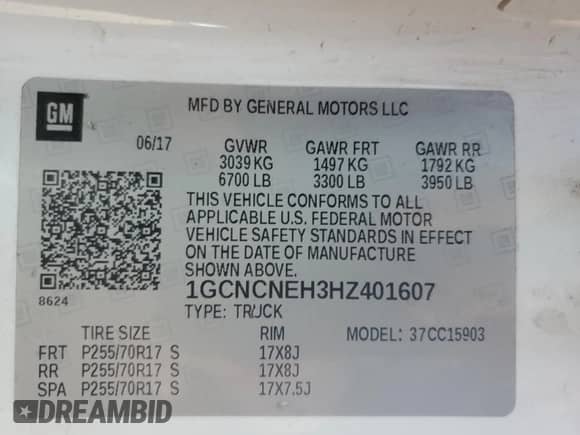 GM
MFD BY GENERAL MOTORS LLC
06/17 GVWR GAWR FRT GAWR RR
3039 KG 1497 KG 1792 KG
6700 LB 3300 LB 3950 LB
THIS VEHICLE CONFORMS TO ALL
APPLICABLE U.S. FEDERAL MOTOR
VEHICLE SAFETY STANDARDS IN EFFECT
ON THE DATE OF MANUFACTURE
SHOWN ABOVE.
8624
1GCNCNEH3HZ401607
TYPE: TRUCK
TIRE SIZE RIM MODEL: 37CC15903
FRT P255/70R17 S 17X8J
RR P255/70R17 S 17X8J
SPA P255/70R17 S 17X7.5J
DREAMBID